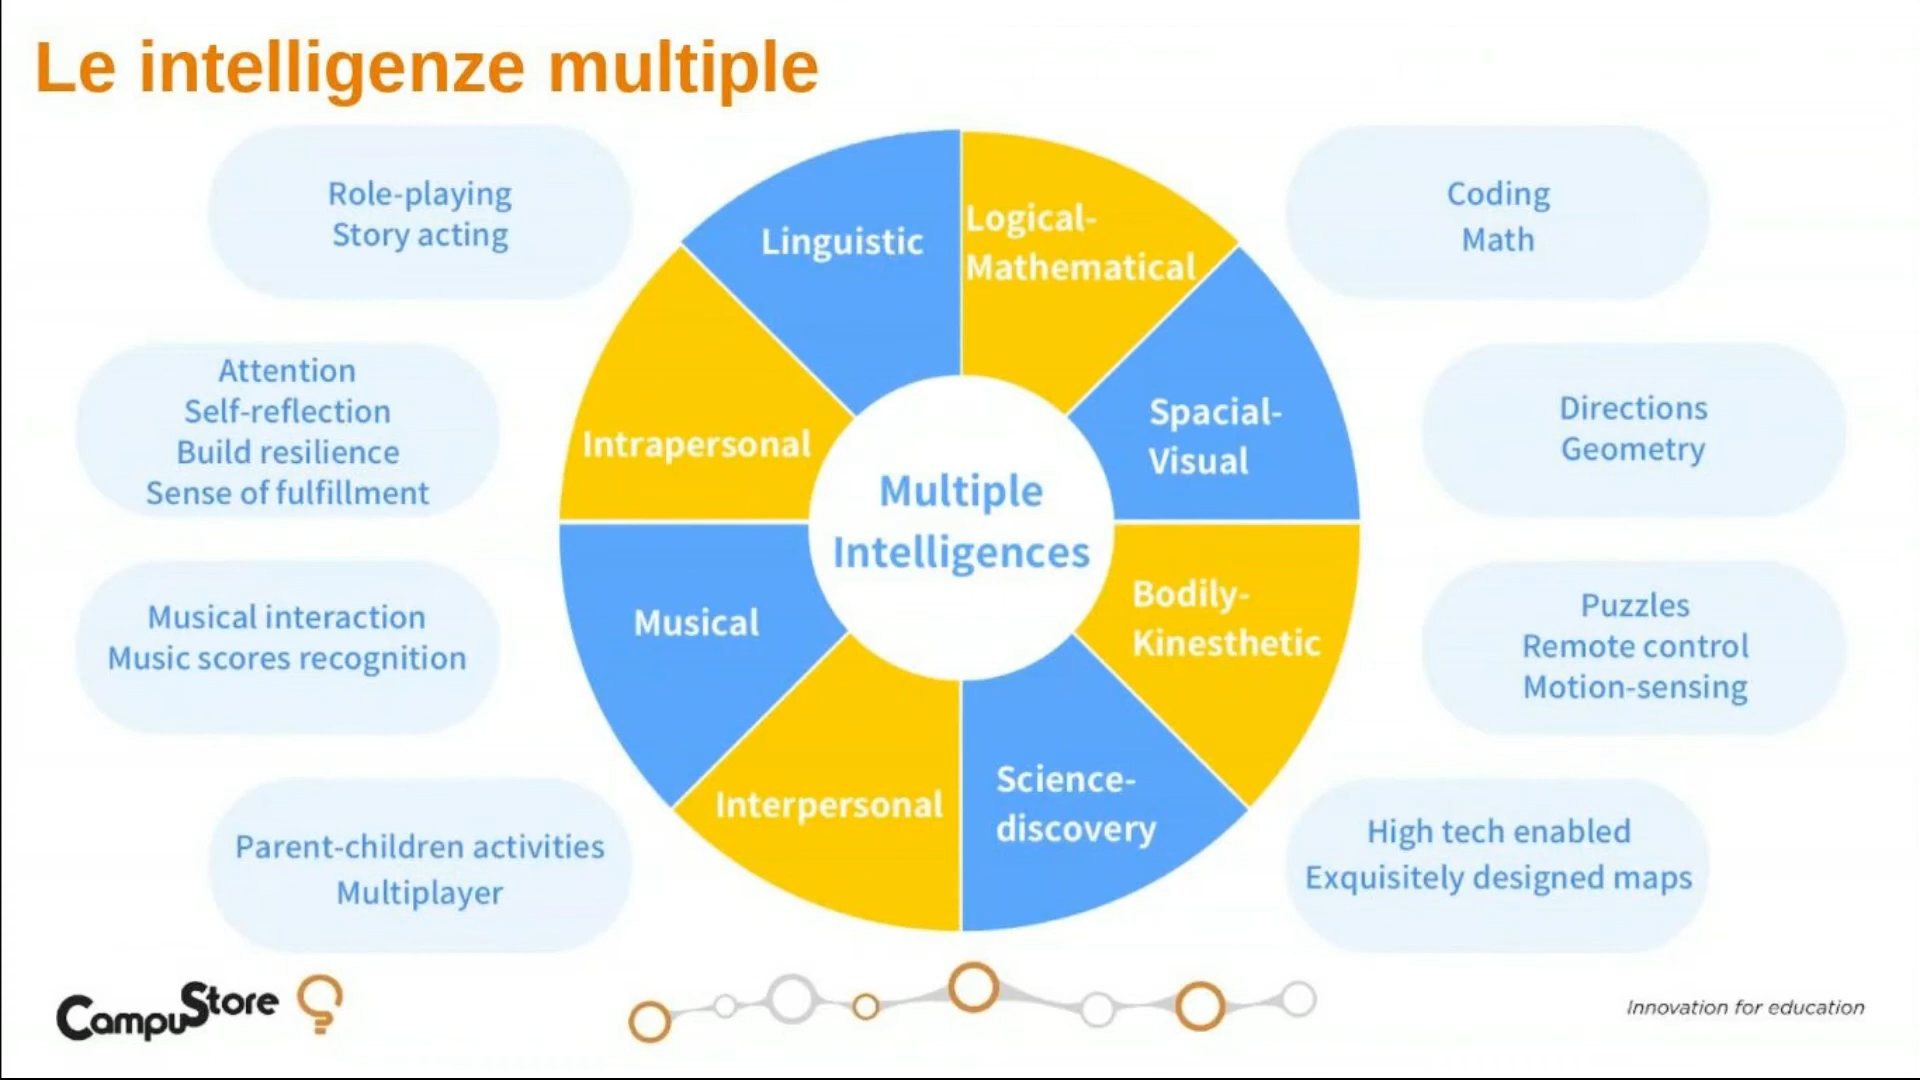 Le intelligenze multiple
Role-playing
Story acting
Linguistic
Logical-
Mathematical
Coding
Math
Attention
Self-reflection
Build resilience
Sense of fulfillment
Intrapersonal
Spacial-
Visual
Directions
Geometry
Multiple
Intelligences
Musical interaction
Music scores recognition
Musical
Bodily-
Kinesthetic
Puzzles
Remote control
Motion-sensing
Parent-children activities
Multiplayer
Interpersonal
Science-
discovery
High tech enabled
Exquisitely designed maps
CampuStore
Innovation for education